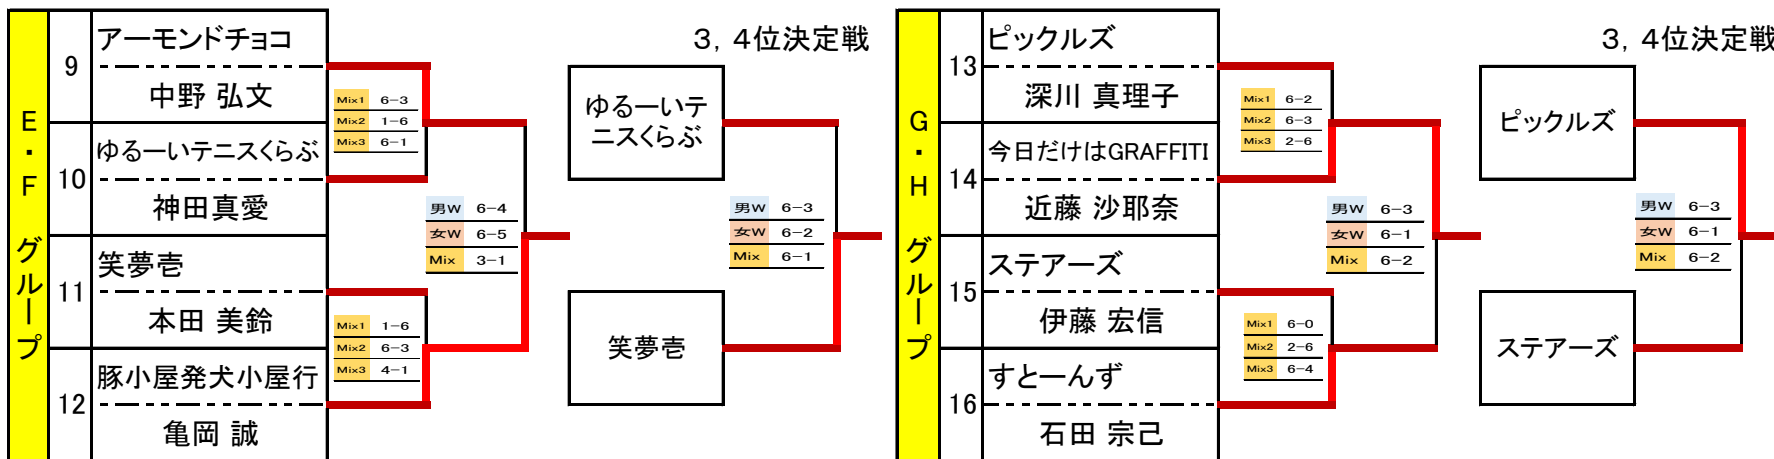 E・Fグループ
9
アーモンドチョコ
中野 弘文
10
ゆるーいテニスくらぶ
神田真愛
11
笑夢壱
本田 美鈴
12
豚小屋発犬小屋行
亀岡 誠
Mix1 6-3
Mix2 1-6
Mix3 6-1
Mix1 1-6
Mix2 6-3
Mix3 4-1
男W 6-4
女W 6-5
Mix 3-1
3，4位決定戦
ゆるーいテ
ニスくらぶ
笑夢壱
男W 6-3
女W 6-2
Mix 6-1
G・Hグループ
13
ピックルズ
深川 真理子
14
今日だけはGRAFFITI
近藤 沙耶奈
15
ステアーズ
伊藤 宏信
16
すとーんず
石田 宗己
Mix1 6-2
Mix2 6-3
Mix3 2-6
Mix1 6-0
Mix2 2-6
Mix3 6-4
男W 6-3
女W 6-1
Mix 6-2
3，4位決定戦
ピックルズ
ステアーズ
男W 6-3
女W 6-1
Mix 6-2